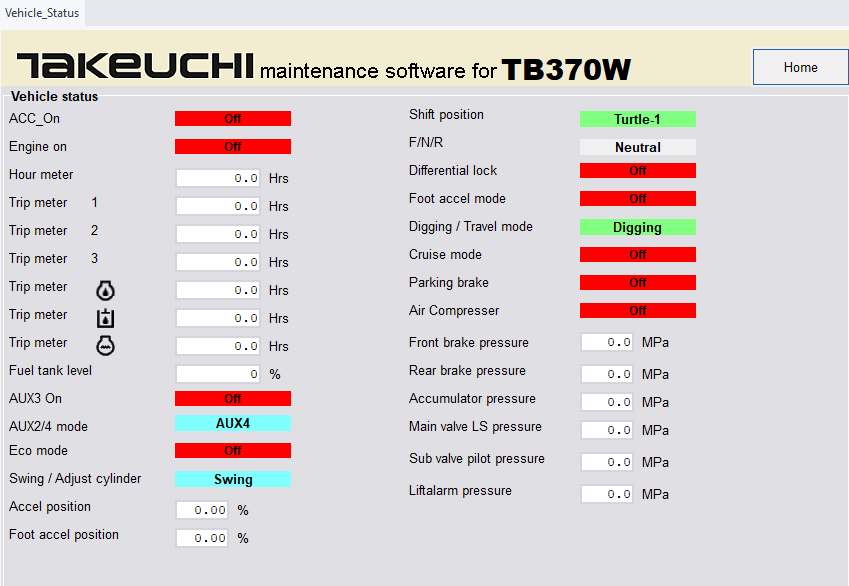 Vehicle_Status
TAKEUCHI maintenance software for TB370W
Home
Vehicle status
ACC_On Off
Engine on Off
Hour meter 0.0 Hrs
Trip meter 1 0.0 Hrs
Trip meter 2 0.0 Hrs
Trip meter 3 0.0 Hrs
Trip meter 0.0 Hrs
Trip meter 0.0 Hrs
Trip meter 0.0 Hrs
Fuel tank level 0 %
AUX3 On Off
AUX2/4 mode AUX4
Eco mode Off
Swing / Adjust cylinder Swing
Accel position 0.00 %
Foot accel position 0.00 %
Shift position Turtle-1
F/N/R Neutral
Differential lock Off
Foot accel mode Off
Digging / Travel mode Digging
Cruise mode Off
Parking brake Off
Air Compresser Off
Front brake pressure 0.0 MPa
Rear brake pressure 0.0 MPa
Accumulator pressure 0.0 MPa
Main valve LS pressure 0.0 MPa
Sub valve pilot pressure 0.0 MPa
Liftalarm pressure 0.0 MPa